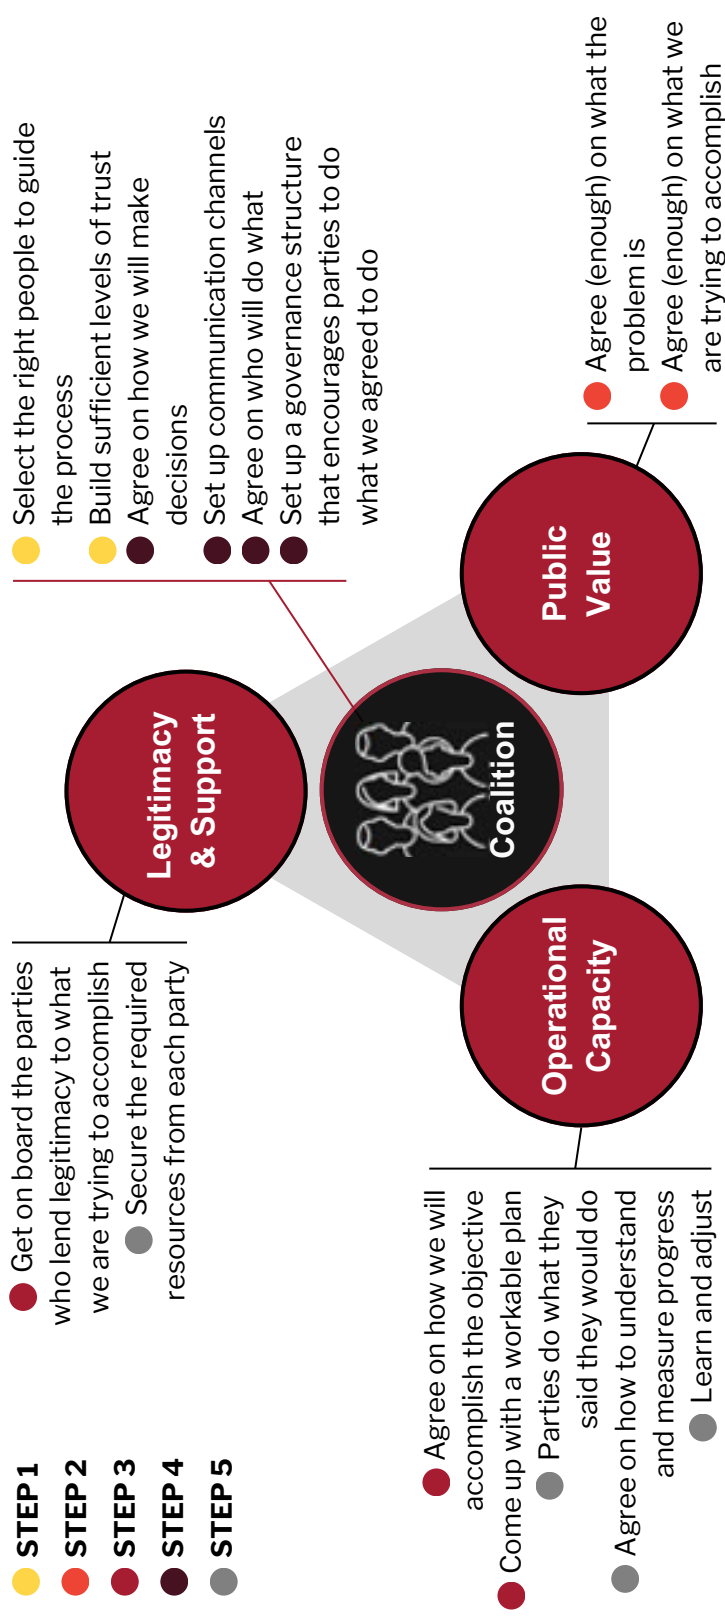 STEP 1
STEP 2
STEP 3
STEP 4
STEP 5
Get on board the parties
who lend legitimacy to what
we are trying to accomplish
Secure the required
resources from each party
Legitimacy
& Support
Select the right people to guide
the process
Build sufficient levels of trust
Agree on how we will make
decisions
Set up communication channels
Agree on who will do what
Set up a governance structure
that encourages parties to do
what we agreed to do
Coalition
Agree on how we will
accomplish the objective
Come up with a workable plan
Parties do what they
said they would do
Agree on how to understand
and measure progress
Learn and adjust
Operational
Capacity
Public
Value
Agree (enough) on what the
problem is
Agree (enough) on what we
are trying to accomplish